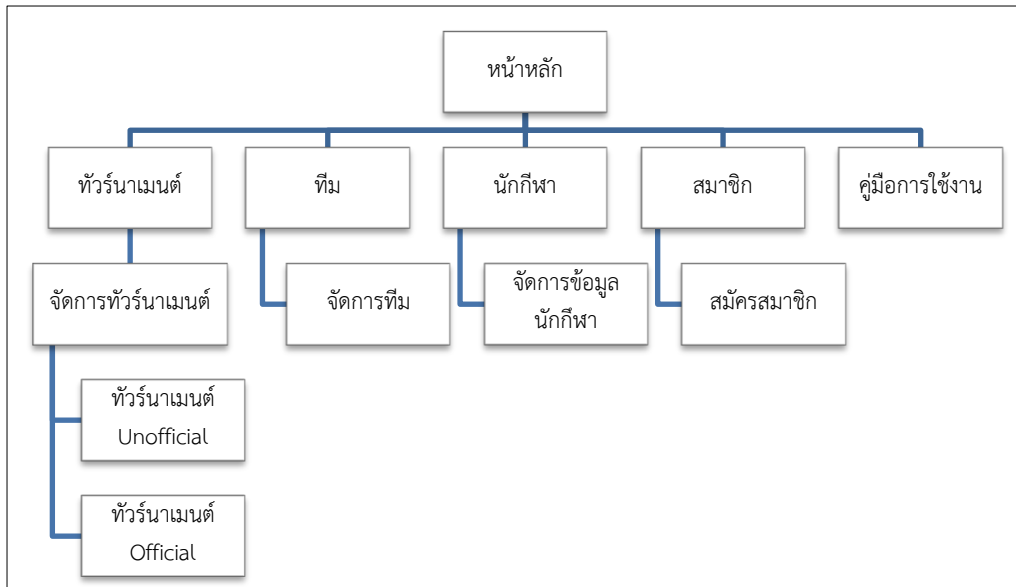 หน้าหลัก
ทัวร์นาเมนต์
ทีม
นักกีฬา
สมาชิก
คู่มือการใช้งาน
จัดการทัวร์นาเมนต์
จัดการทีม
จัดการข้อมูล
นักกีฬา
สมัครสมาชิก
ทัวร์นาเมนต์
Unofficial
ทัวร์นาเมนต์
Official